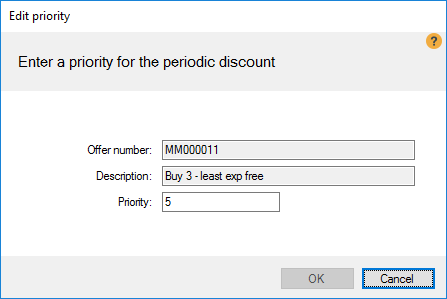 Edit priority
?
Enter a priority for the periodic discount
Offer number: MM000011
Description: Buy 3 - least exp free
Priority: 5
OK Cancel